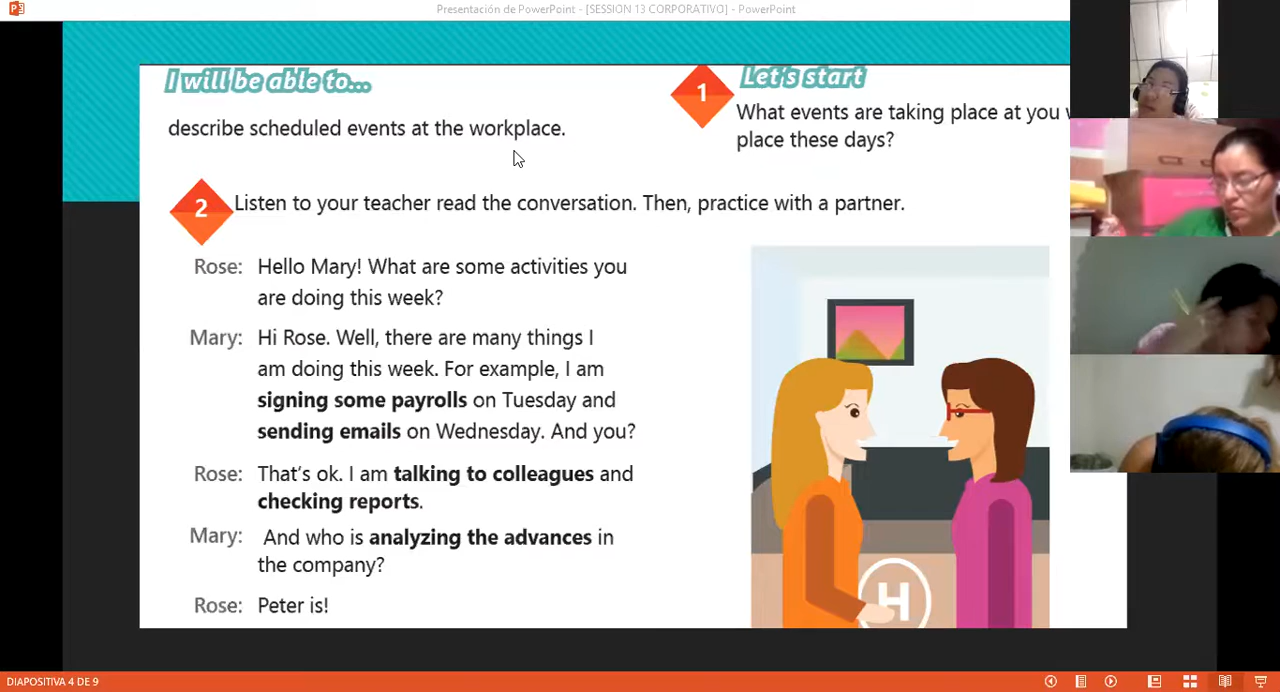 Presentación de PowerPoint - [SESSION 13 CORPORATIVO] - PowerPoint
I will be able to...
describe scheduled events at the workplace.
1
Let's start
What events are taking place at you
place these days?
2
Listen to your teacher read the conversation. Then, practice with a partner.
Rose: Hello Mary! What are some activities you
are doing this week?
Mary: Hi Rose. Well, there are many things I
am doing this week. For example, I am
signing some payrolls on Tuesday and
sending emails on Wednesday. And you?
Rose: That's ok. I am talking to colleagues and
checking reports.
Mary: And who is analyzing the advances in
the company?
Rose: Peter is!
H
DIAPOSITIVA 4 DE 9